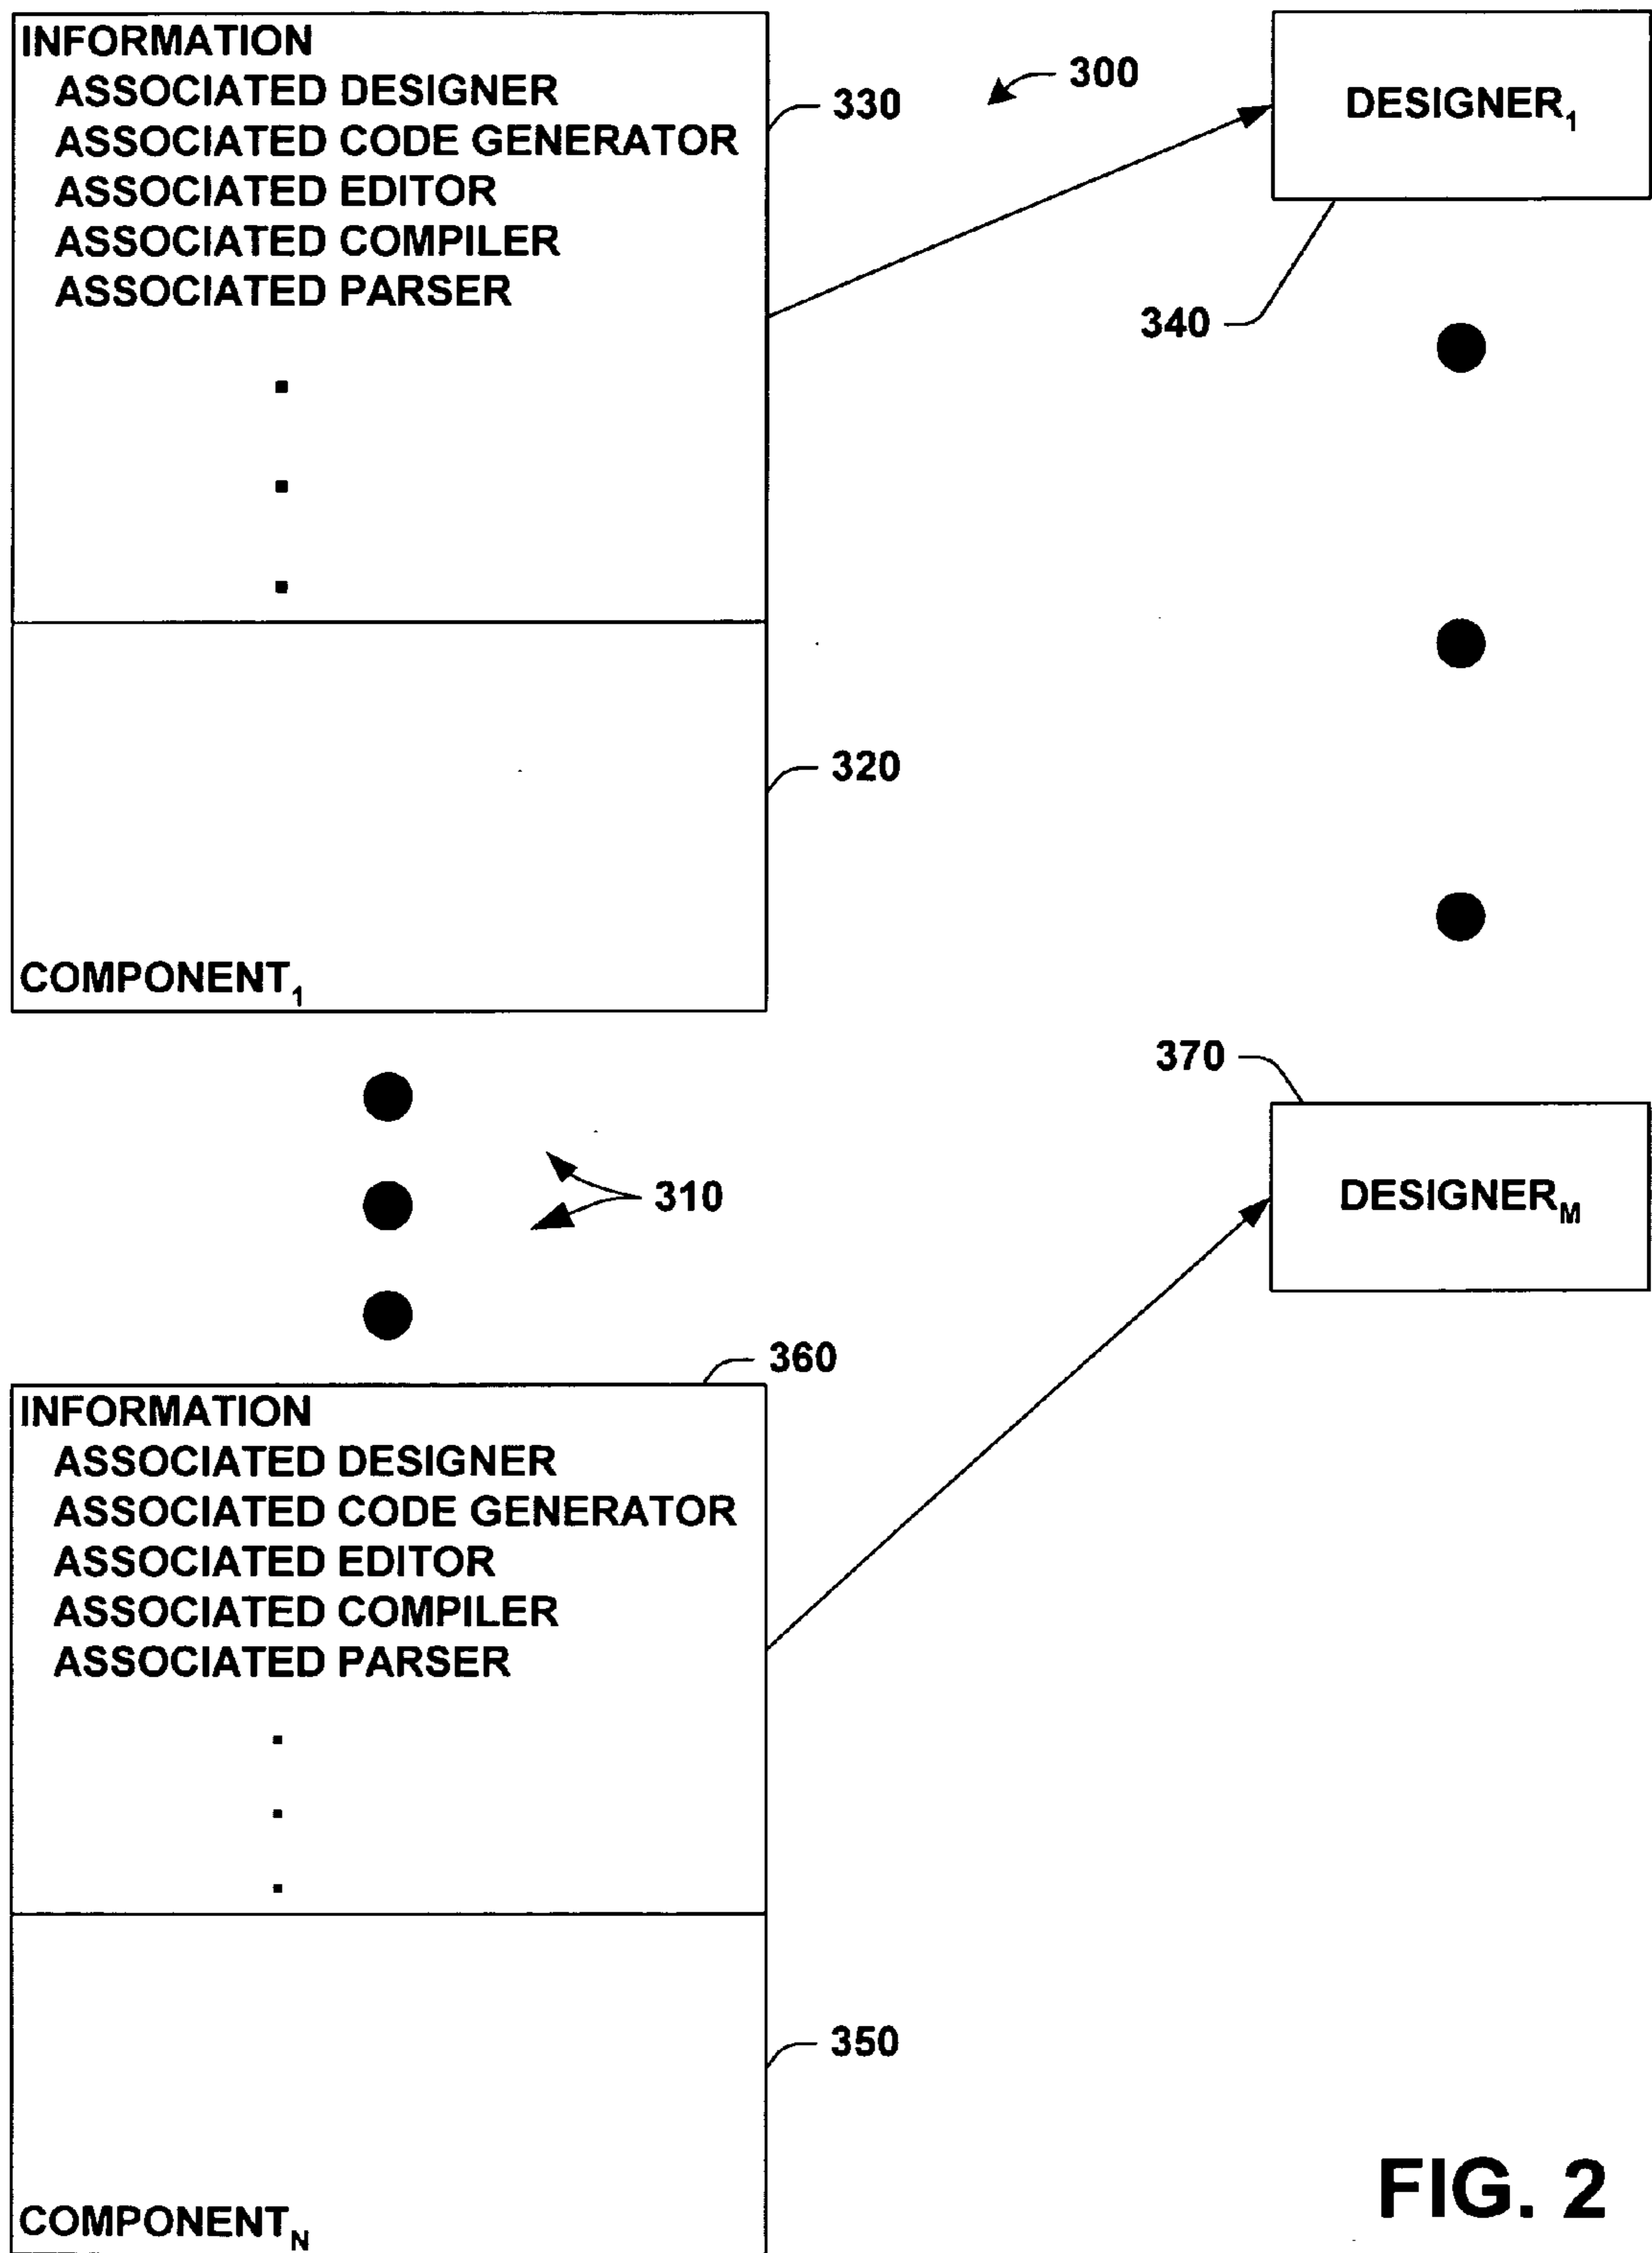 INFORMATION
ASSOCIATED DESIGNER
ASSOCIATED CODE GENERATOR
ASSOCIATED EDITOR
ASSOCIATED COMPILER
ASSOCIATED PARSER
330
300
DESIGNER1
340
320
COMPONENT1
370
310
DESIGNERM
360
INFORMATION
ASSOCIATED DESIGNER
ASSOCIATED CODE GENERATOR
ASSOCIATED EDITOR
ASSOCIATED COMPILER
ASSOCIATED PARSER
350
COMPONENTN
FIG. 2